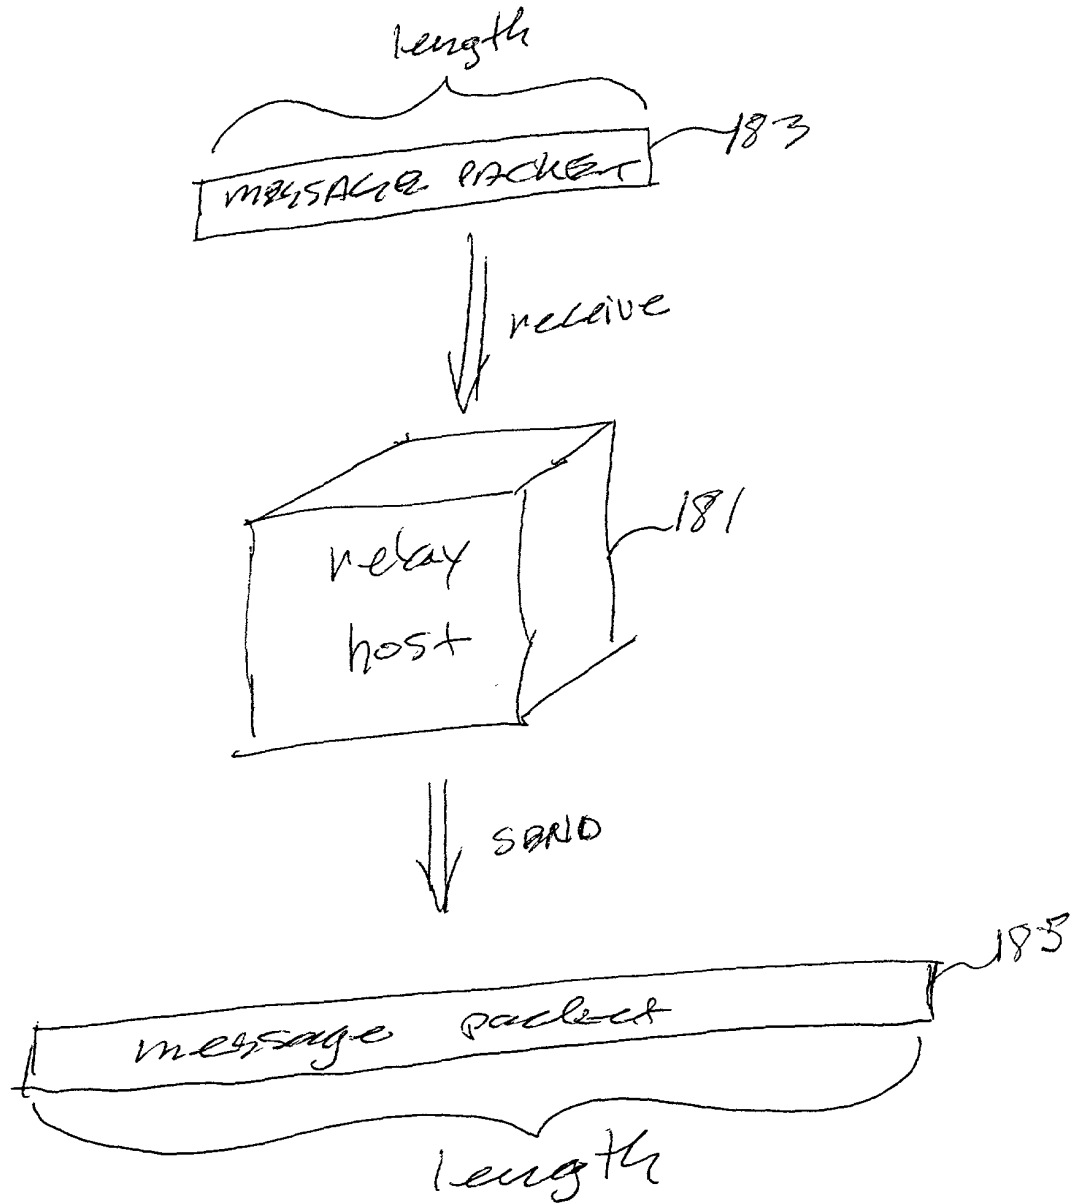 length
183
MESSAGE PACKET
receive
181
relay
host
SEND
185
message packet
length